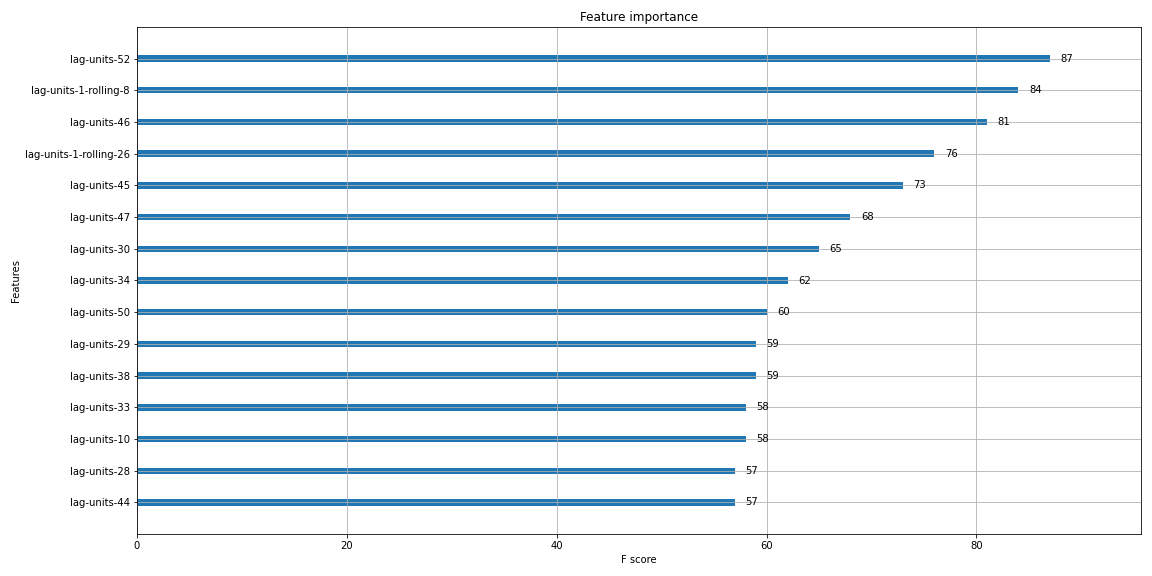 Feature importance
lag-units-52 87
lag-units-1-rolling-8 84
lag-units-46 81
lag-units-1-rolling-26 76
lag-units-45 73
lag-units-47 68
lag-units-30 65
lag-units-34 62
lag-units-50 60
lag-units-29 59
lag-units-38 59
lag-units-33 58
lag-units-10 58
lag-units-28 57
lag-units-44 57
Features
0 20 40 60 80
F score